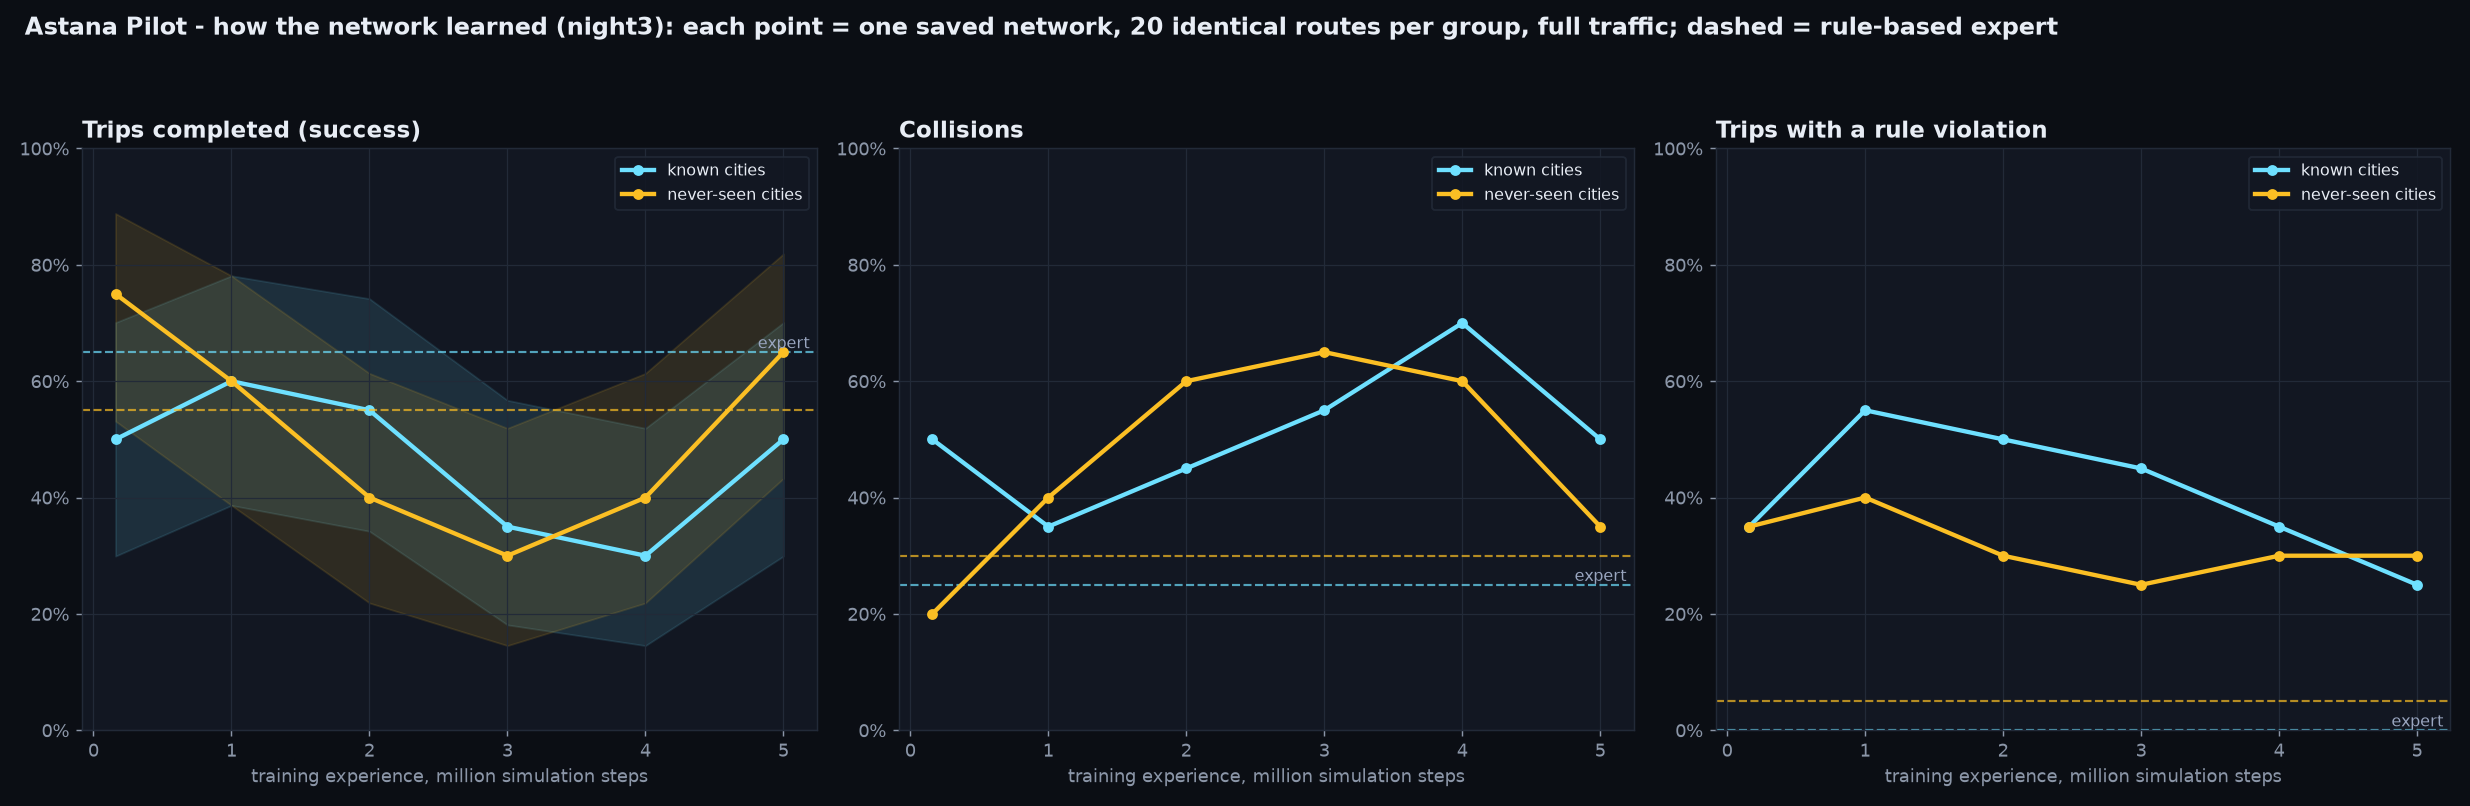 Astana Pilot - how the network learned (night3): each point = one saved network, 20 identical routes per group, full traffic; dashed = rule-based expert
Trips completed (success)
100%
80%
60%
40%
20%
0%
known cities
never-seen cities
expert
0 1 2 3 4 5
training experience, million simulation steps
Collisions
100%
80%
60%
40%
20%
0%
known cities
never-seen cities
expert
0 1 2 3 4 5
training experience, million simulation steps
Trips with a rule violation
100%
80%
60%
40%
20%
0%
known cities
never-seen cities
expert
0 1 2 3 4 5
training experience, million simulation steps